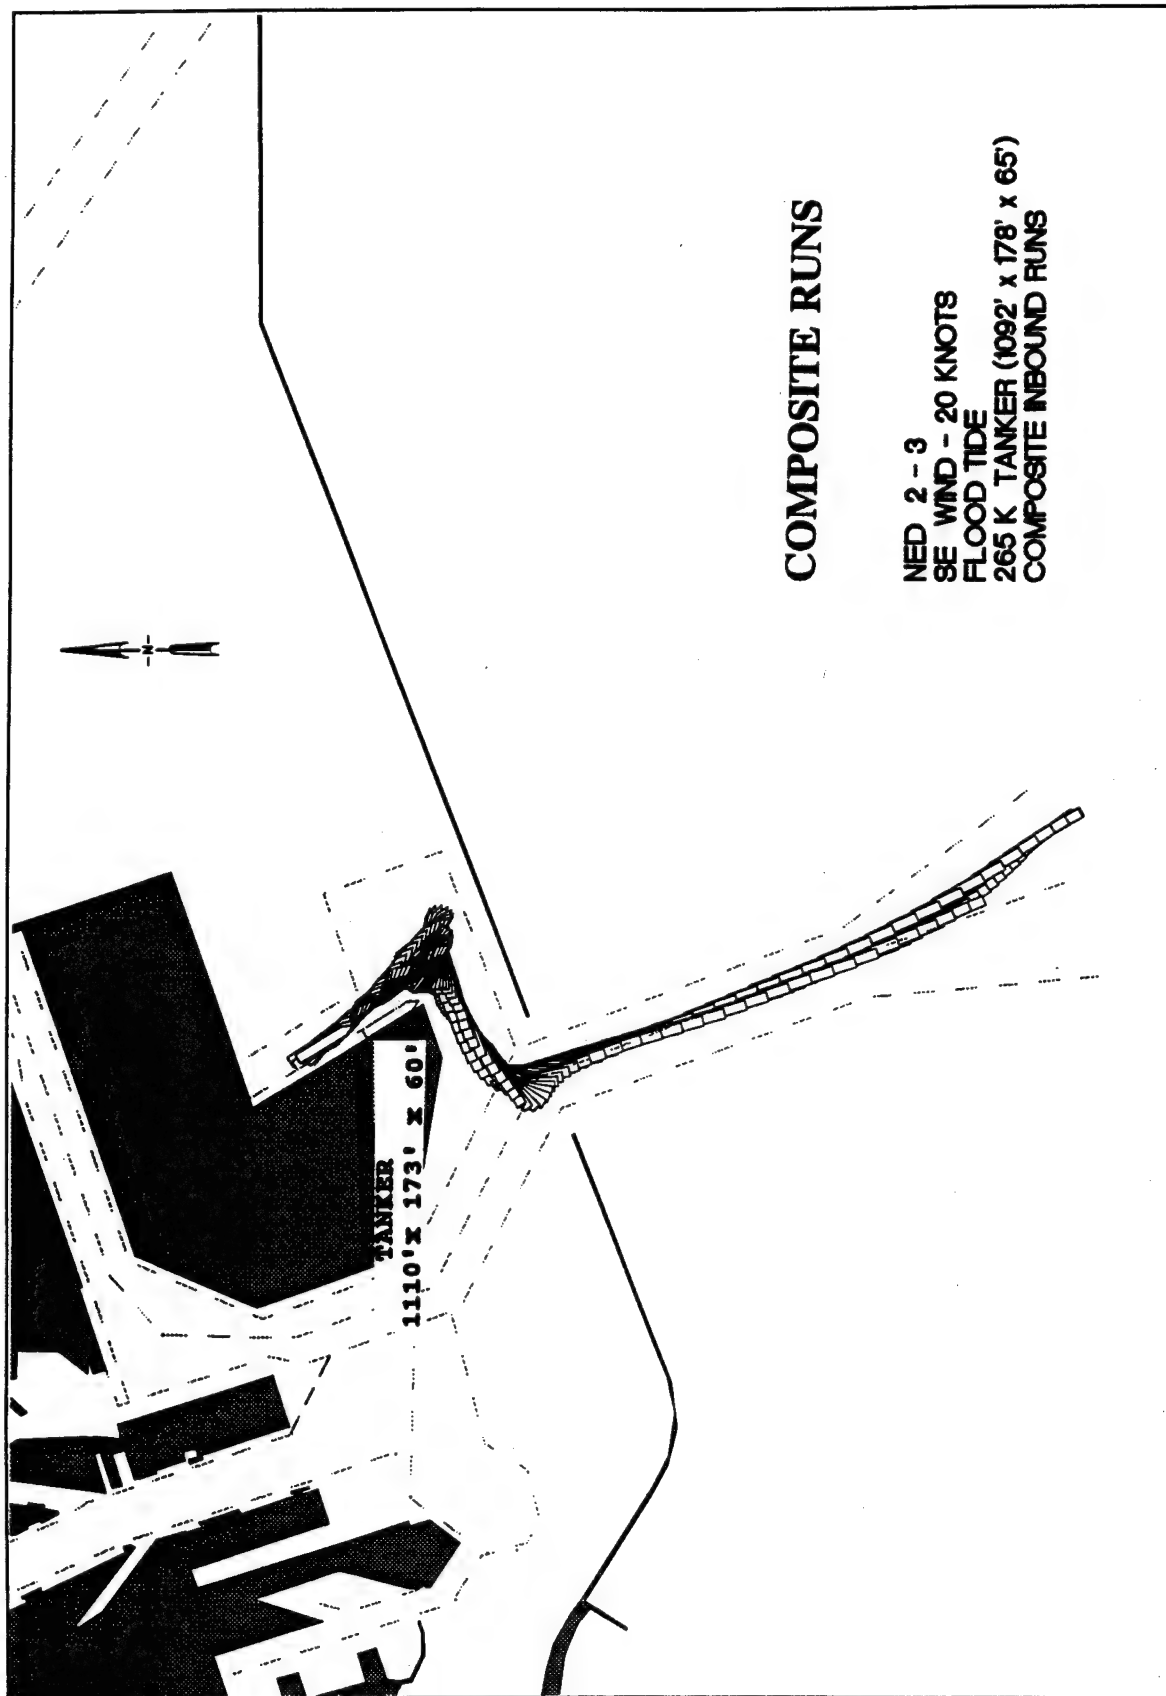 N
TANKER
1110'X 173' X 60'
COMPOSITE RUNS
NED 2 - 3
SE WIND - 20 KNOTS
FLOOD TIDE
265 K TANKER (1092' x 178' x 65')
COMPOSITE INBOUND RUNS